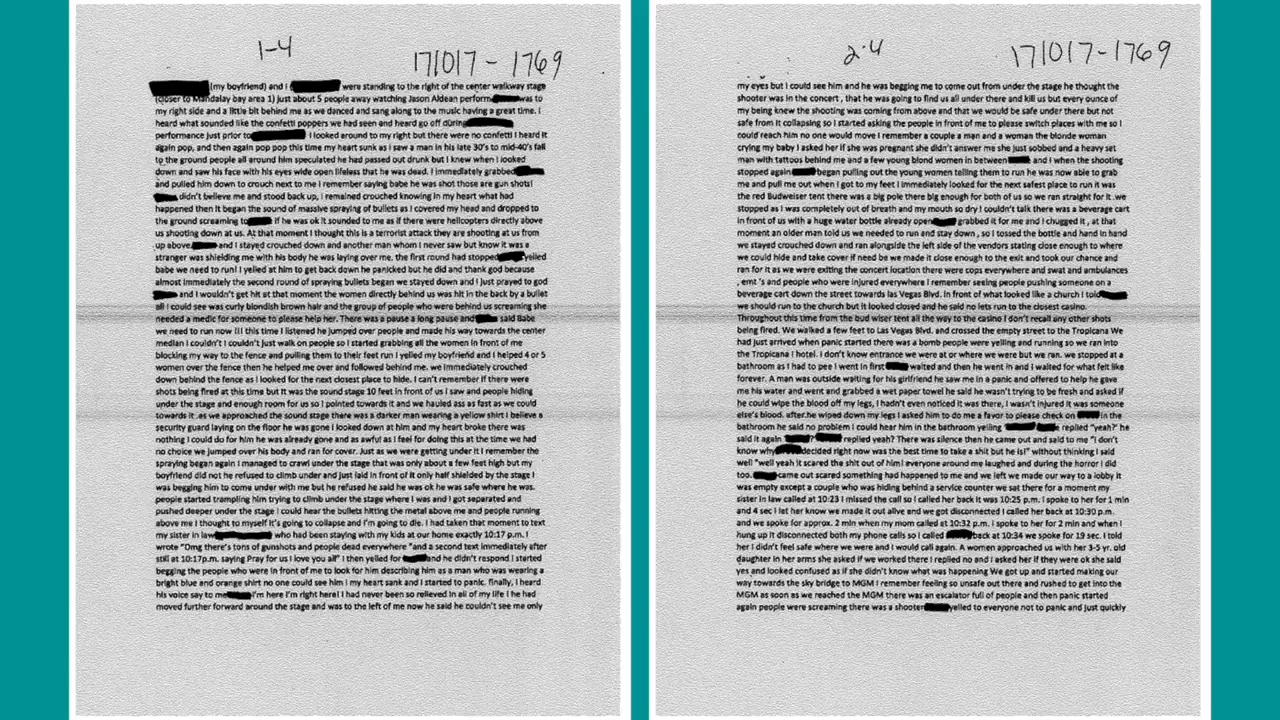 1-4
171017-1769
(my boyfriend) and I were standing to the right of the center walkway stage
(closer to Mandalay bay area 1) just about 5 people away watching Jason Aldean perform was to
my right side and a little bit behind me as we danced and sang along to the music having a great time. I
heard what sounded like the confetti poppers we had seen and heard go off during
performance just prior to I looked around to my right but there were no confetti I heard it
again pop, and then again pop pop this time my heart sunk as I saw a man in his late 30's to mid-40's fall
to the ground people all around him speculated he had passed out drunk but I knew when I looked
down and saw his face with his eyes wide open lifeless that he was dead. I immediately grabbed
and pulled him down to crouch next to me I remember saying babe he was shot those are gun shots!
didn't believe me and stood back up, I remained crouched knowing in my heart what had
happened then it began the sound of massive spraying of bullets as I covered my head and dropped to
the ground screaming to if he was ok it sounded to me as if there were helicopters directly above
us shooting down at us. At that moment I thought this is a terrorist attack they are shooting at us from
up above. and I stayed crouched down and another man whom I never saw but know it was a
stranger was shielding me with his body he was laying over me. the first round had stopped yelled
babe we need to run! I yelled at him to get back down he panicked but he did and thank god because
almost immediately the second round of spraying bullets began we stayed down and I just prayed to god
and I wouldn't get hit at that moment the women directly behind us was hit in the back by a bullet
all I could see was curly blondish brown hair and the group of people who were behind us screaming she
needed a medic for someone to please help her. There was a pause a long pause and said Babe
we need to run now !!! this time I listened he jumped over people and made his way towards the center
median I couldn't I couldn't just walk on people so I started grabbing all the women in front of me
blocking my way to the fence and pulling them to their feet run I yelled my boyfriend and I helped 4 or 5
women over the fence then he helped me over and followed behind me. we immediately crouched
down behind the fence as I looked for the next closest place to hide. I can't remember if there were
shots being fired at this time but It was the sound stage 10 feet in front of us I saw and people hiding
under the stage and enough room for us so I pointed towards it and we hauled ass as fast as we could
towards it .as we approached the sound stage there was a darker man wearing a yellow shirt I believe a
security guard laying on the floor he was gone I looked down at him and my heart broke there was
nothing I could do for him he was already gone and as awful as I feel for doing this at the time we had
no choice we jumped over his body and ran for cover. Just as we were getting under it I remember the
spraying began again I managed to crawl under the stage that was only about a few feet high but my
boyfriend did not he refused to climb under and just laid in front of it only half shielded by the stage I
was begging him to come under with me but he refused he said he was ok he was safe where he was.
people started trampling him trying to climb under the stage where I was and I got separated and
pushed deeper under the stage I could hear the bullets hitting the metal above me and people running
above me I thought to myself it's going to collapse and I'm going to die. I had taken that moment to text
my sister in law who had been staying with my kids at our home exactly 10:17 p.m. I
wrote "Omg there's tons of gunshots and people dead everywhere "and a second text immediately after
still at 10:17p.m. saying Pray for us I love you all" I then yelled for and he didn't respond I started
begging the people who were in front of me to look for him describing him as a man who was wearing a
bright blue and orange shirt no one could see him I my heart sank and I started to panic. finally, I heard
his voice say to me I'm here I'm right here! I had never been so relieved in all of my life I he had
moved further forward around the stage and was to the left of me now he said he couldn't see me only
2-4
171017-1769
my eyes but I could see him and he was begging me to come out from under the stage he thought the
shooter was in the concert , that he was going to find us all under there and kill us but every ounce of
my being knew the shooting was coming from above and that we would be safe under there but not
safe from it collapsing so I started asking the people in front of me to please switch places with me so I
could reach him no one would move I remember a couple a man and a woman the blonde woman
crying my baby I asked her if she was pregnant she didn't answer me she just sobbed and a heavy set
man with tattoos behind me and a few young blond women in between and I when the shooting
stopped again began pulling out the young women telling them to run he was now able to grab
me and pull me out when I got to my feet I immediately looked for the next safest place to run it was
the red Budweiser tent there was a big pole there big enough for both of us so we ran straight for it .we
stopped as I was completely out of breath and my mouth so dry I couldn't talk there was a beverage cart
in front of us with a huge water bottle already open grabbed it for me and I chugged it , at that
moment an older man told us we needed to run and stay down , so I tossed the bottle and hand in hand
we stayed crouched down and ran alongside the left side of the vendors stating close enough to where
we could hide and take cover if need be we made it close enough to the exit and took our chance and
ran for it as we were exiting the concert location there were cops everywhere and swat and ambulances
, emt 's and people who were injured everywhere I remember seeing people pushing someone on a
beverage cart down the street towards las Vegas Blvd. In front of what looked like a church I told
we should run to the church but it looked closed and he said no lets run to the closest casino.
Throughout this time from the bud wiser tent all the way to the casino I don't recall any other shots
being fired. We walked a few feet to Las Vegas Blvd. and crossed the empty street to the Tropicana We
had just arrived when panic started there was a bomb people were yelling and running so we ran into
the Tropicana l hotel. I don't know entrance we were at or where we were but we ran. we stopped at a
bathroom as I had to pee I went in first waited and then he went in and I waited for what felt like
forever. A man was outside waiting for his girlfriend he saw me in a panic and offered to help he gave
me his water and went and grabbed a wet paper towel he said he wasn't trying to be fresh and asked if
he could wipe the blood off my legs, I hadn't even noticed it was there, I wasn't injured it was someone
else's blood. after.he wiped down my legs I asked him to do me a favor to please check on in the
bathroom he said no problem I could hear him in the bathroom yelling replied "yeah?' he
said it again ? replied yeah? There was silence then he came out and said to me "I don't
know why decided right now was the best time to take a shit but he is!" without thinking I said
well "well yeah it scared the shit out of him! everyone around me laughed and during the horror I did
too. came out scared something had happened to me and we left we made our way to a lobby it
was empty except a couple who was hiding behind a service counter we sat there for a moment my
sister in law called at 10:23 I missed the call so I called her back it was 10:25 p.m. I spoke to her for 1 min
and 4 sec I let her know we made it out alive and we got disconnected I called her back at 10:30 p.m.
and we spoke for approx. 2 min when my mom called at 10:32 p.m. I spoke to her for 2 min and when I
hung up it disconnected both my phone calls so I called back at 10:34 we spoke for 19 sec. I told
her I didn't feel safe where we were and I would call again. A women approached us with her 3-5 yr. old
daughter in her arms she asked if we worked there I replied no and I asked her if they were ok she said
yes and looked confused as if she didn't know what was happening We got up and started making our
way towards the sky bridge to MGM I remember feeling so unsafe out there and rushed to get into the
MGM as soon as we reached the MGM there was an escalator full of people and then panic started
again people were screaming there was a shooter yelled to everyone not to panic and just quickly